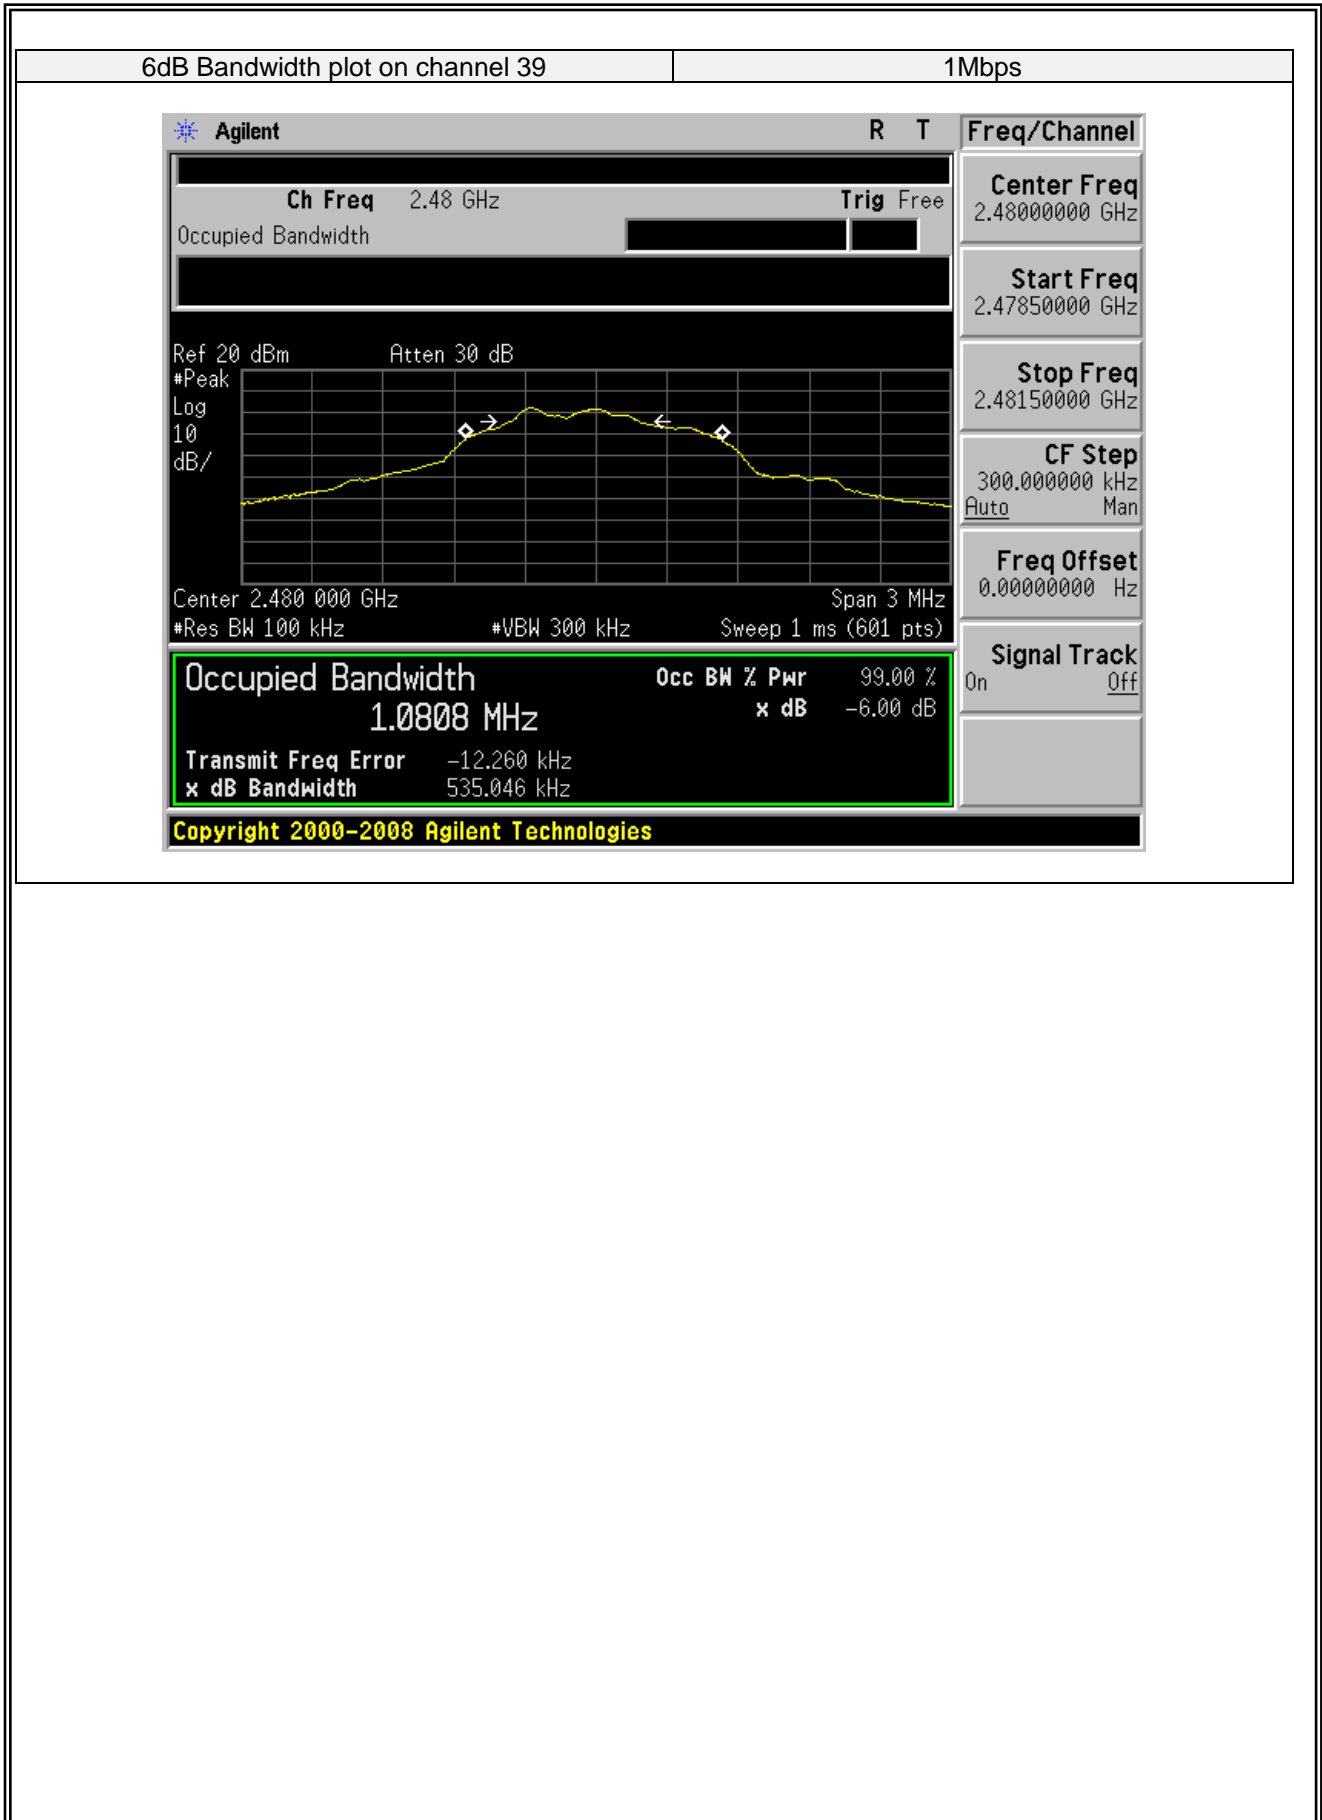 6dB Bandwidth plot on channel 39 1Mbps
Agilent R T Freq/Channel
Ch Freq 2.48 GHz Trig Free
Occupied Bandwidth
Center Freq
2.48000000 GHz
Start Freq
2.47850000 GHz
Stop Freq
2.48150000 GHz
CF Step
300.000000 kHz
Auto Man
Freq Offset
0.00000000 Hz
Signal Track
On Off
Ref 20 dBm Atten 30 dB
#Peak
Log
10
dB/
Center 2.480 000 GHz Span 3 MHz
#Res BW 100 kHz #VBW 300 kHz Sweep 1 ms (601 pts)
Occupied Bandwidth Occ BW % Pwr 99.00 %
1.0808 MHz x dB -6.00 dB
Transmit Freq Error -12.260 kHz
x dB Bandwidth 535.046 kHz
Copyright 2000-2008 Agilent Technologies